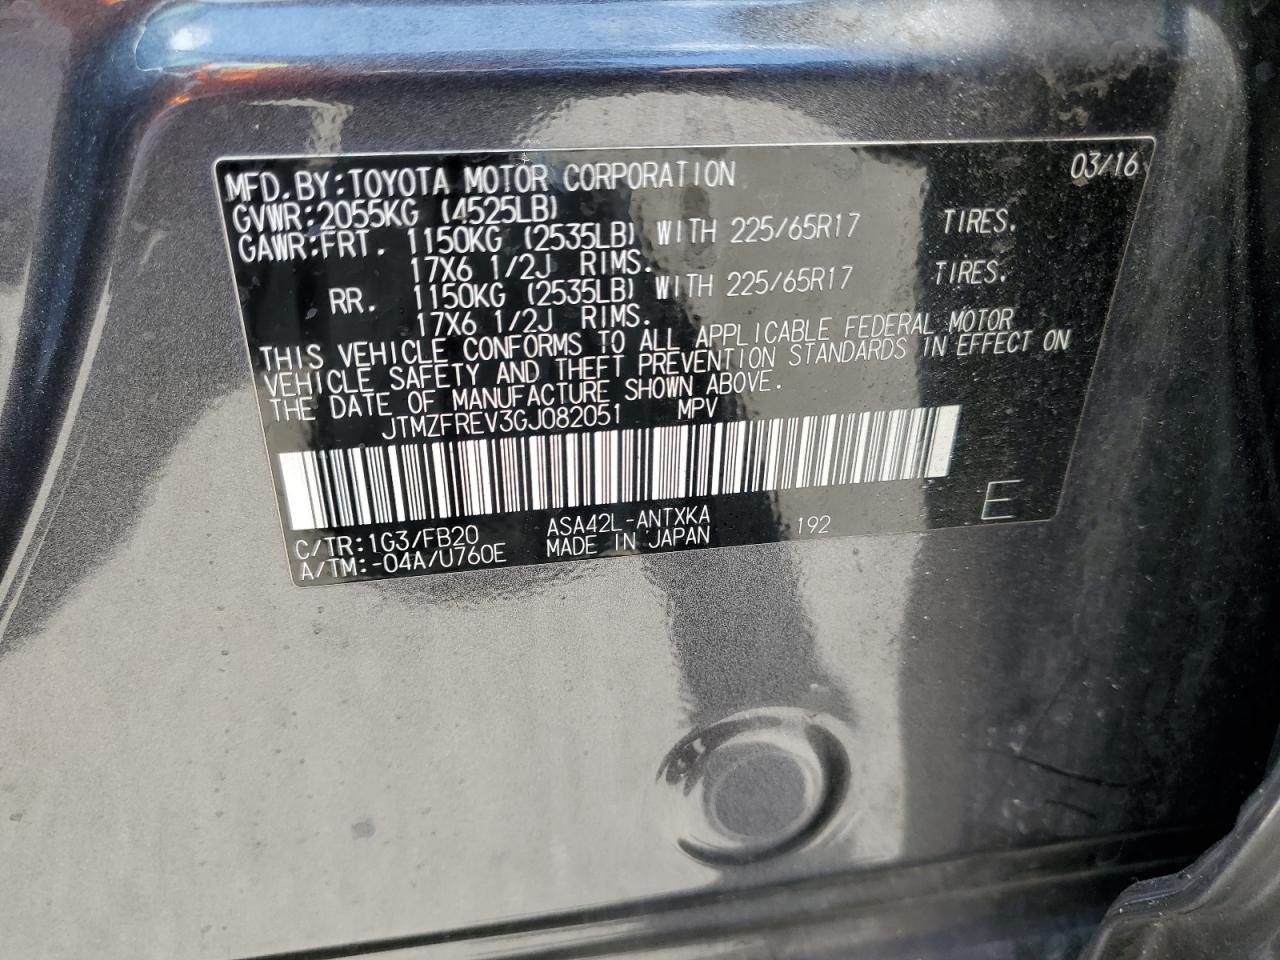 MFD.BY:TOYOTA MOTOR CORPORATION 03/16
GVWR:2055KG (4525LB)
GAWR:FRT. 1150KG (2535LB) WITH 225/65R17 TIRES.
17X6 1/2J RIMS.
RR. 1150KG (2535LB) WITH 225/65R17 TIRES.
17X6 1/2J RIMS.
THIS VEHICLE CONFORMS TO ALL APPLICABLE FEDERAL MOTOR
VEHICLE SAFETY AND THEFT PREVENTION STANDARDS IN EFFECT ON
THE DATE OF MANUFACTURE SHOWN ABOVE.
JTMZFREV3GJ082051 MPV
E
C/TR:1G3/FB20 ASA42L-ANTXKA 192
A/TM:-04A/U760E MADE IN JAPAN